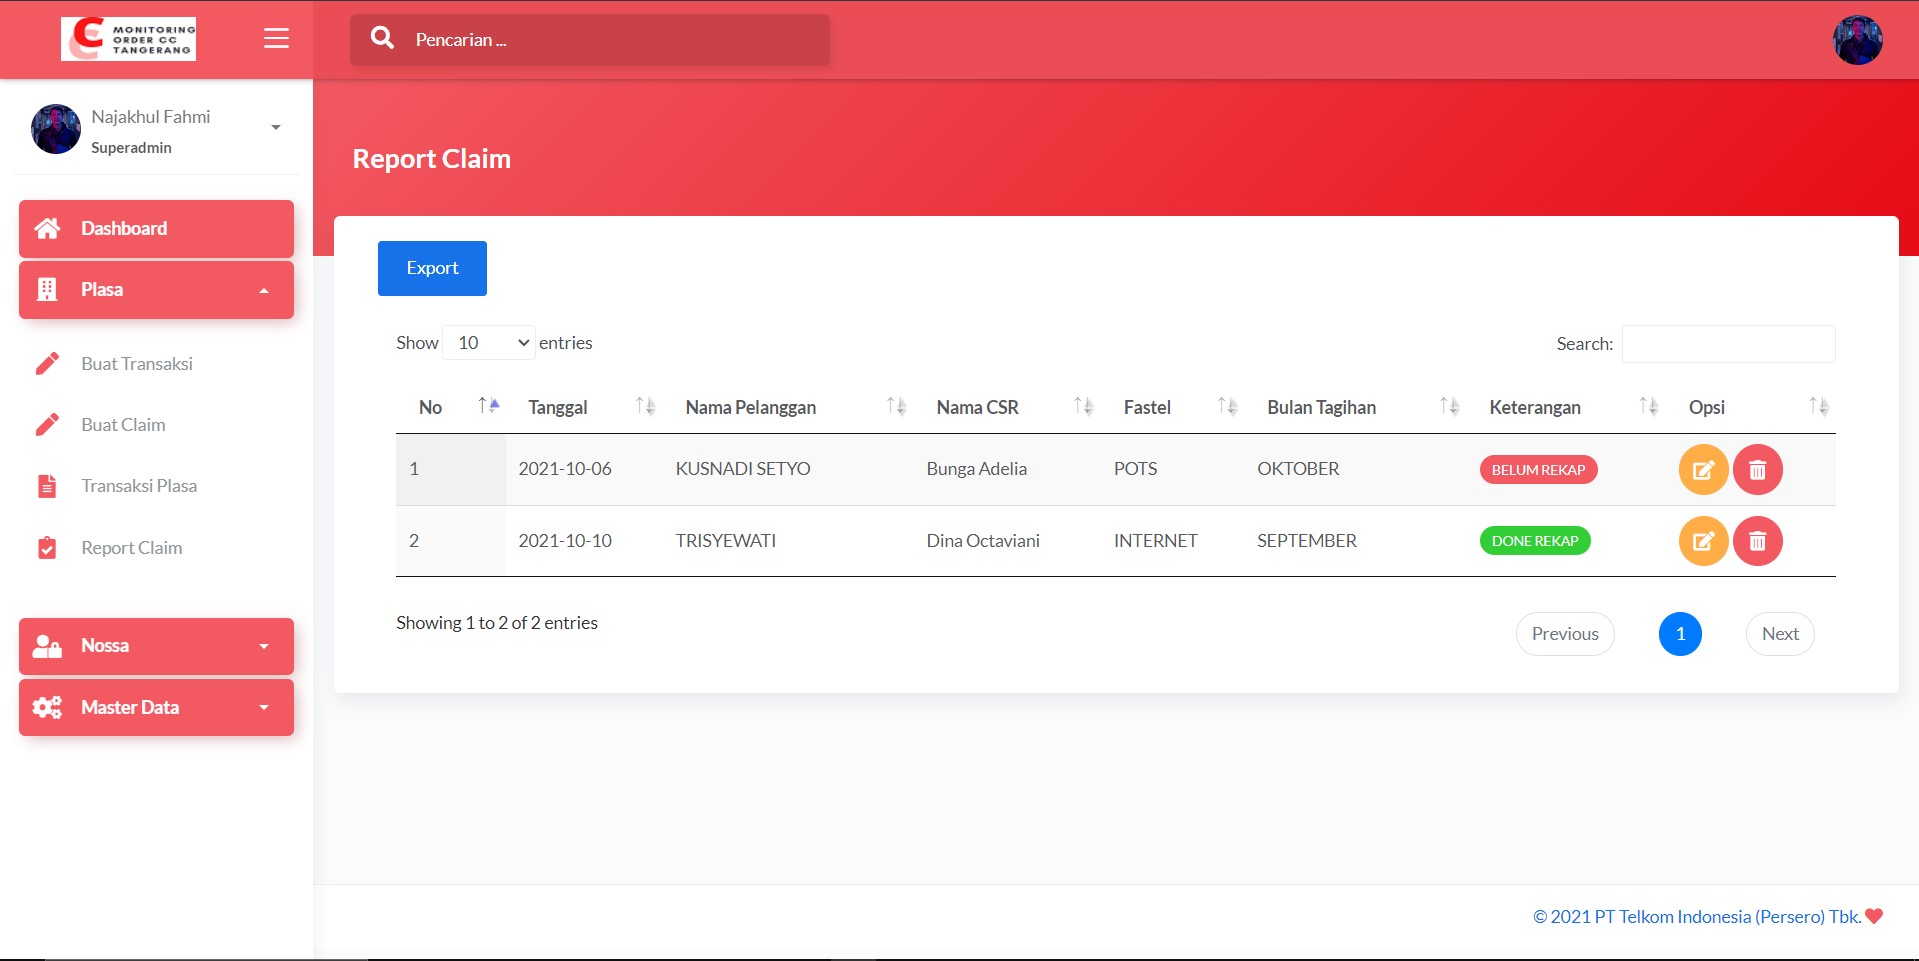 MONITORING
ORDER CC
TANGERANG
Pencarian ...
Najakhul Fahmi
Superadmin
Dashboard
Plasa
Buat Transaksi
Buat Claim
Transaksi Plasa
Report Claim
Nossa
Master Data
Report Claim
Export
Show 10 entries
Search:
No Tanggal Nama Pelanggan Nama CSR Fastel Bulan Tagihan Keterangan Opsi
1 2021-10-06 KUSNADI SETYO Bunga Adelia POTS OKTOBER BELUM REKAP
2 2021-10-10 TRISYEWATI Dina Octaviani INTERNET SEPTEMBER DONE REKAP
Showing 1 to 2 of 2 entries
Previous 1 Next
© 2021 PT Telkom Indonesia (Persero) Tbk.